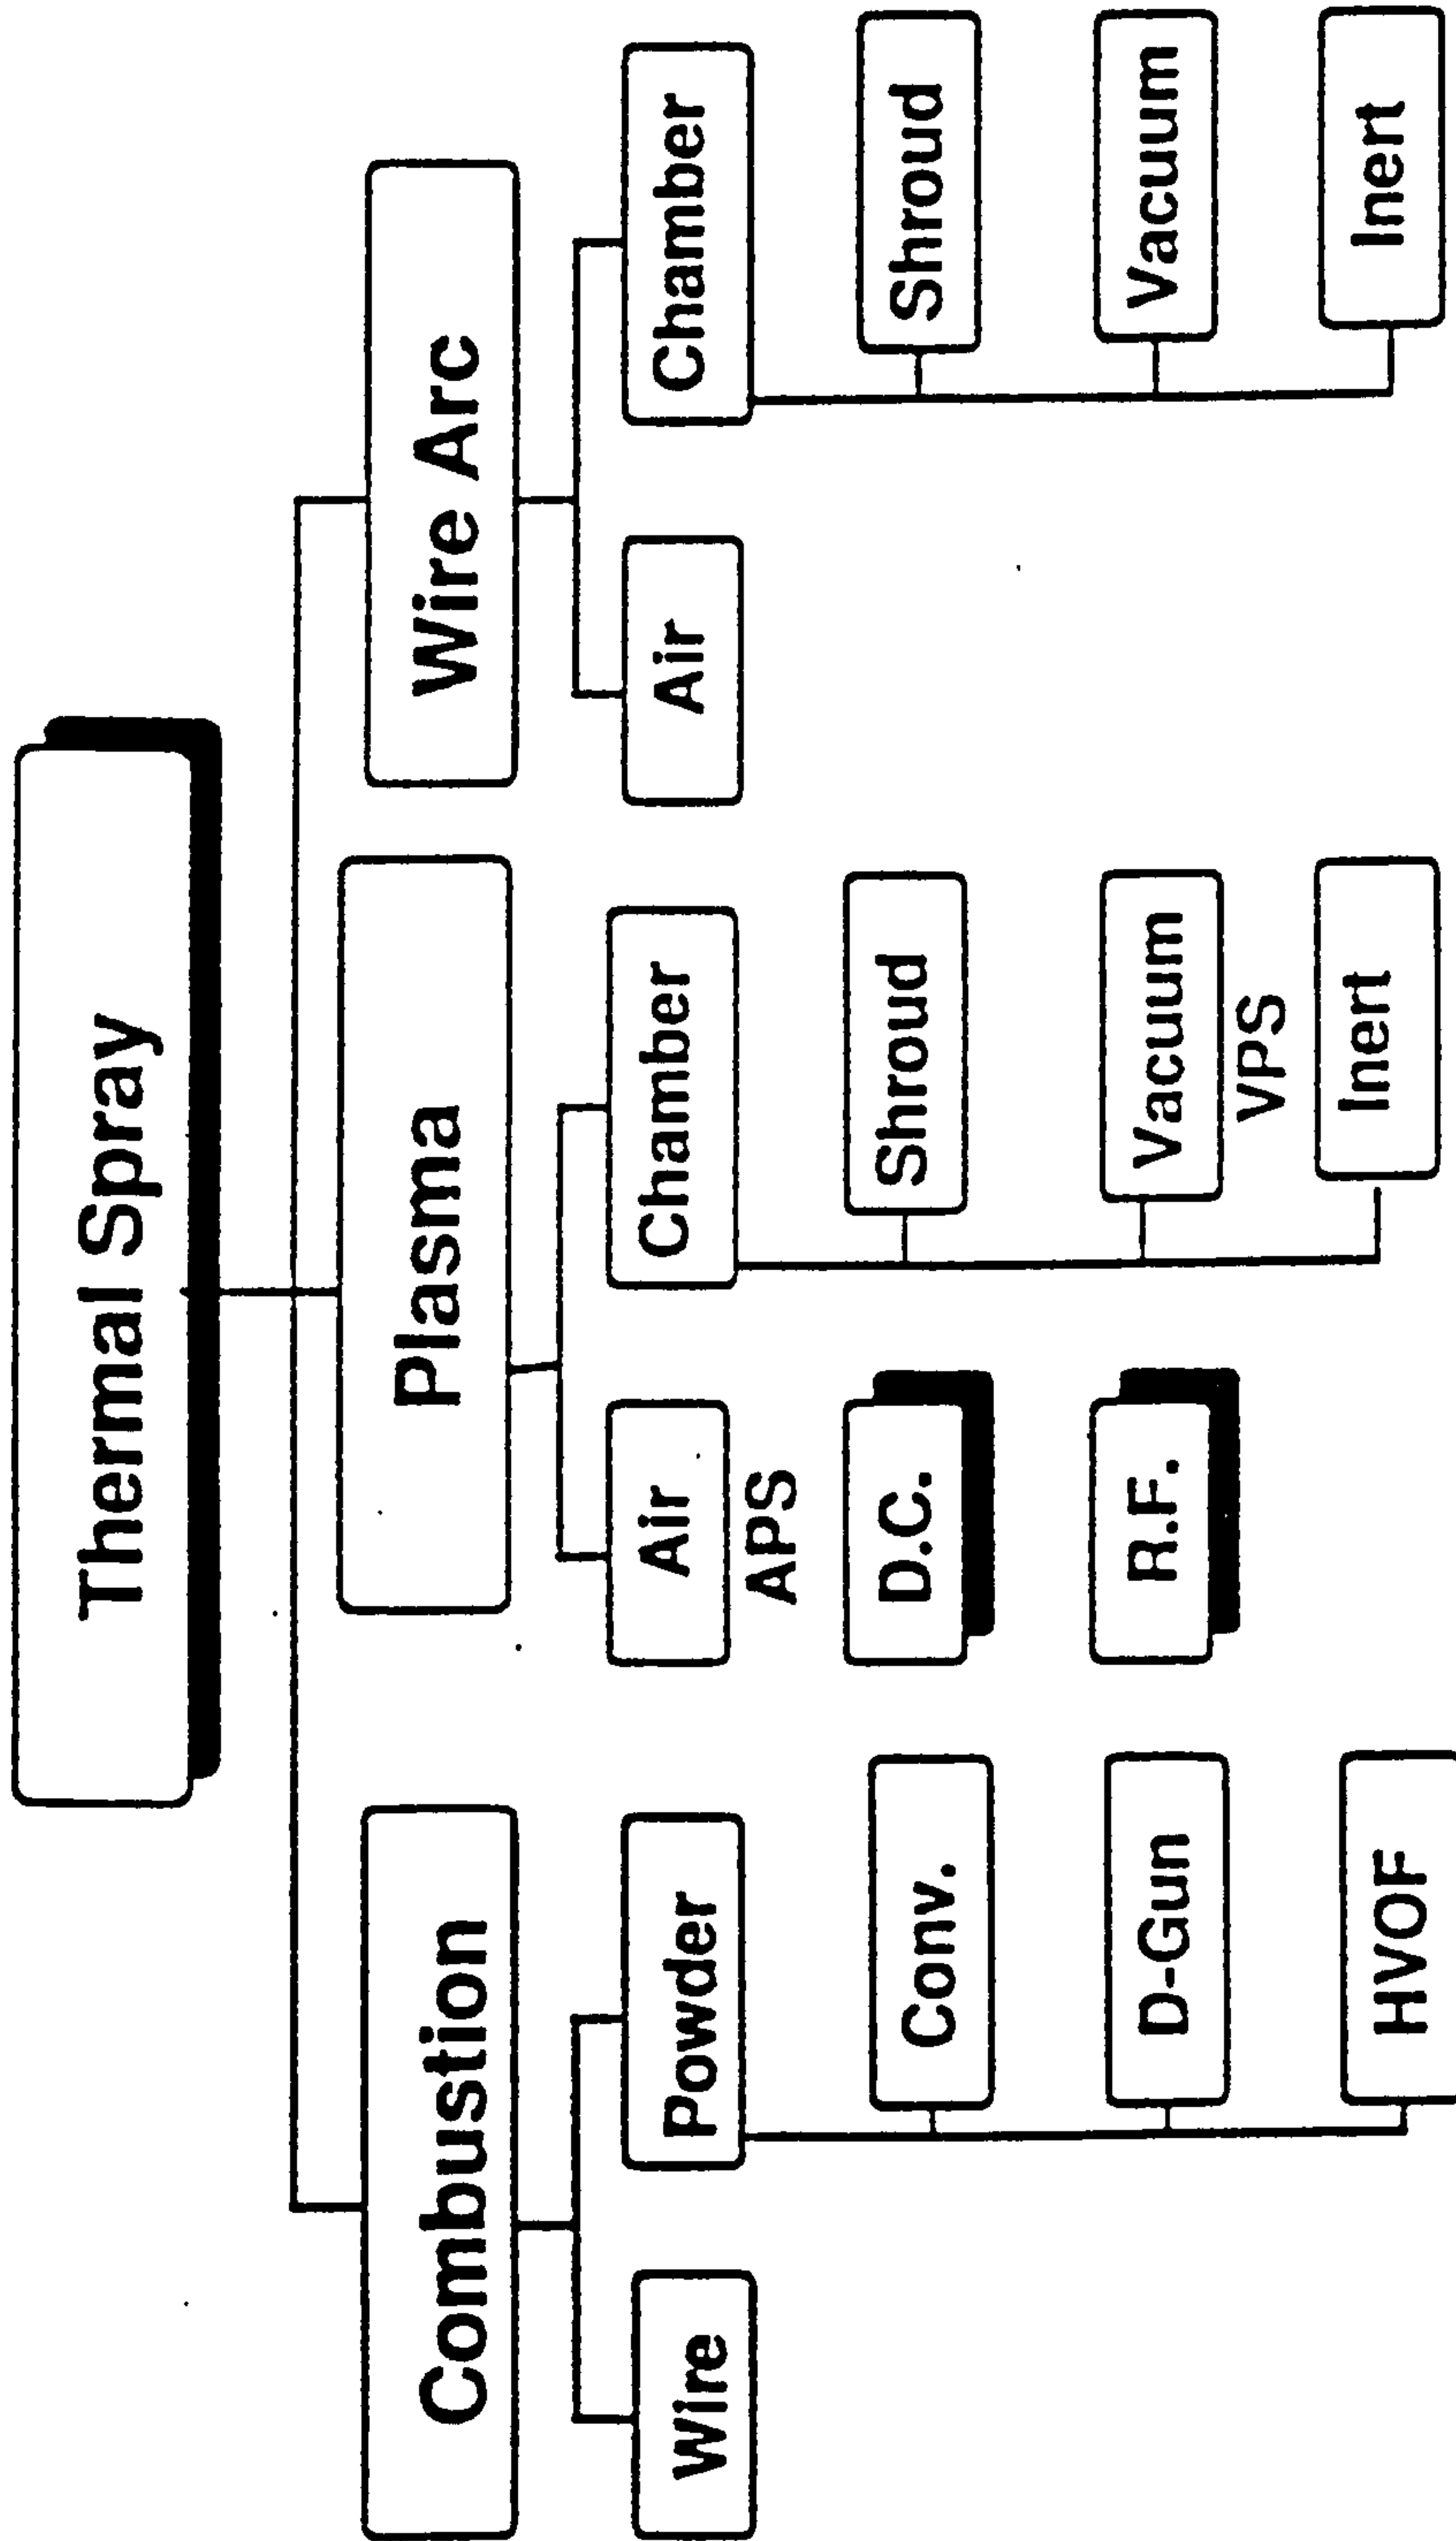 Thermal Spray
Combustion
Plasma
Wire Arc
Wire
Powder
Air
APS
Chamber
Air
Chamber
Conv.
D.C.
Shroud
Shroud
D-Gun
R.F.
Vacuum
VPS
Vacuum
HVOF
Inert
Inert